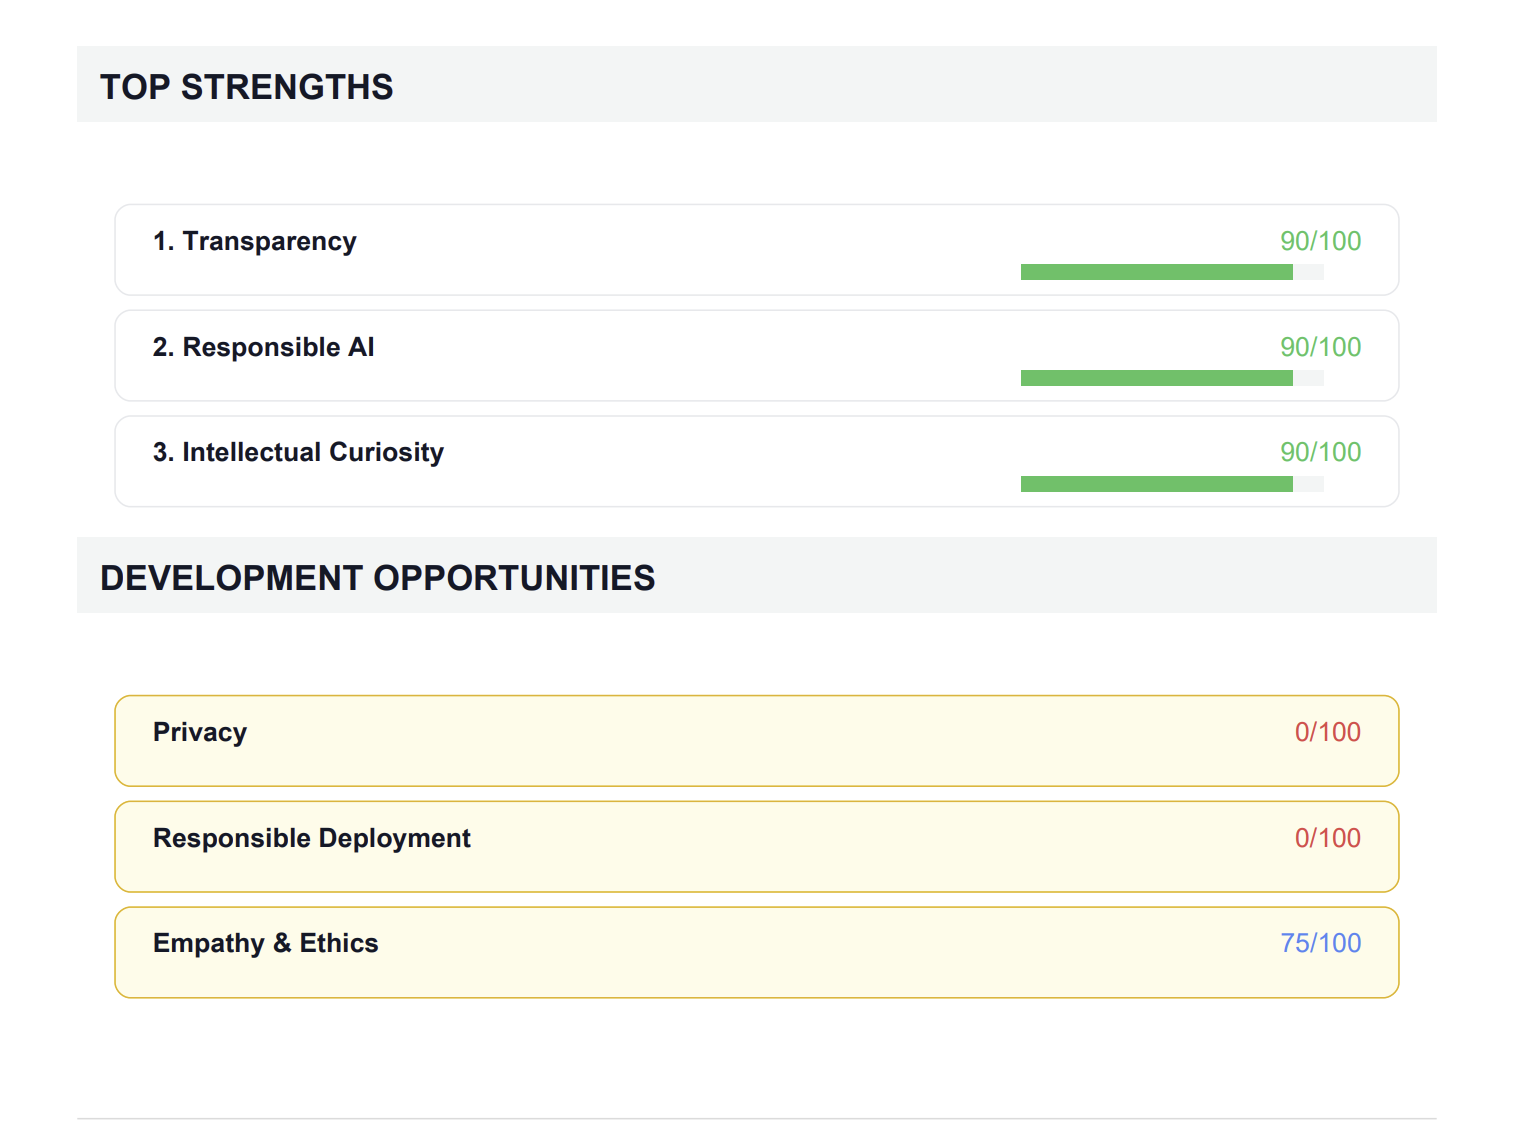 TOP STRENGTHS
1. Transparency
90/100
2. Responsible AI
90/100
3. Intellectual Curiosity
90/100
DEVELOPMENT OPPORTUNITIES
Privacy
0/100
Responsible Deployment
0/100
Empathy & Ethics
75/100